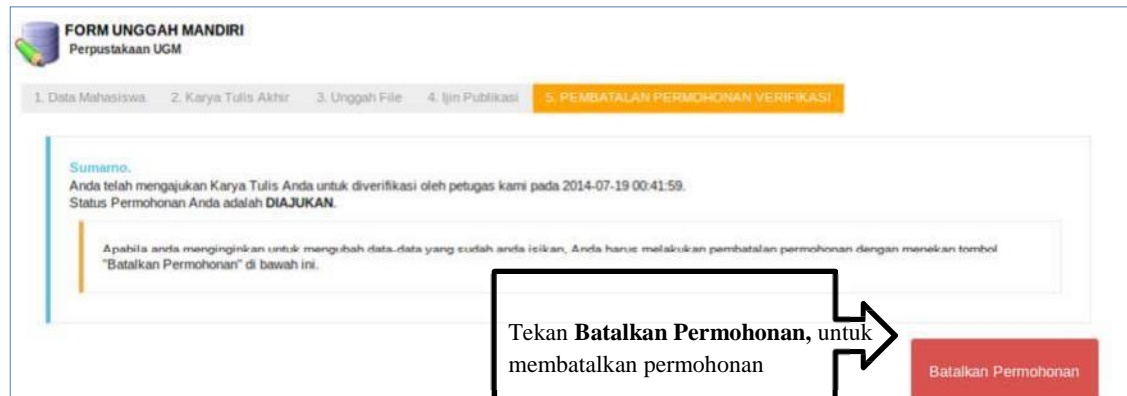 FORM UNGGAH MANDIRI
Perpustakaan UGM
1. Data Mahasiswa 2. Karya Tulis Akhir 3. Unggah File 4. Ijin Publikasi 5. PEMBATALAN PERMOHONAN VERIFIKASI
Sumarno.
Anda telah mengajukan Karya Tulis Anda untuk diverifikasi oleh petugas kami pada 2014-07-19 00:41:59.
Status Permohonan Anda adalah DIAJUKAN.
Apabila anda menginginkan untuk mengubah data-data yang sudah anda isikan, Anda harus melakukan pembatalan permohonan dengan menekan tombol
"Batalkan Permohonan" di bawah ini.
Tekan Batalkan Permohonan, untuk
membatalkan permohonan
Batalkan Permohonan